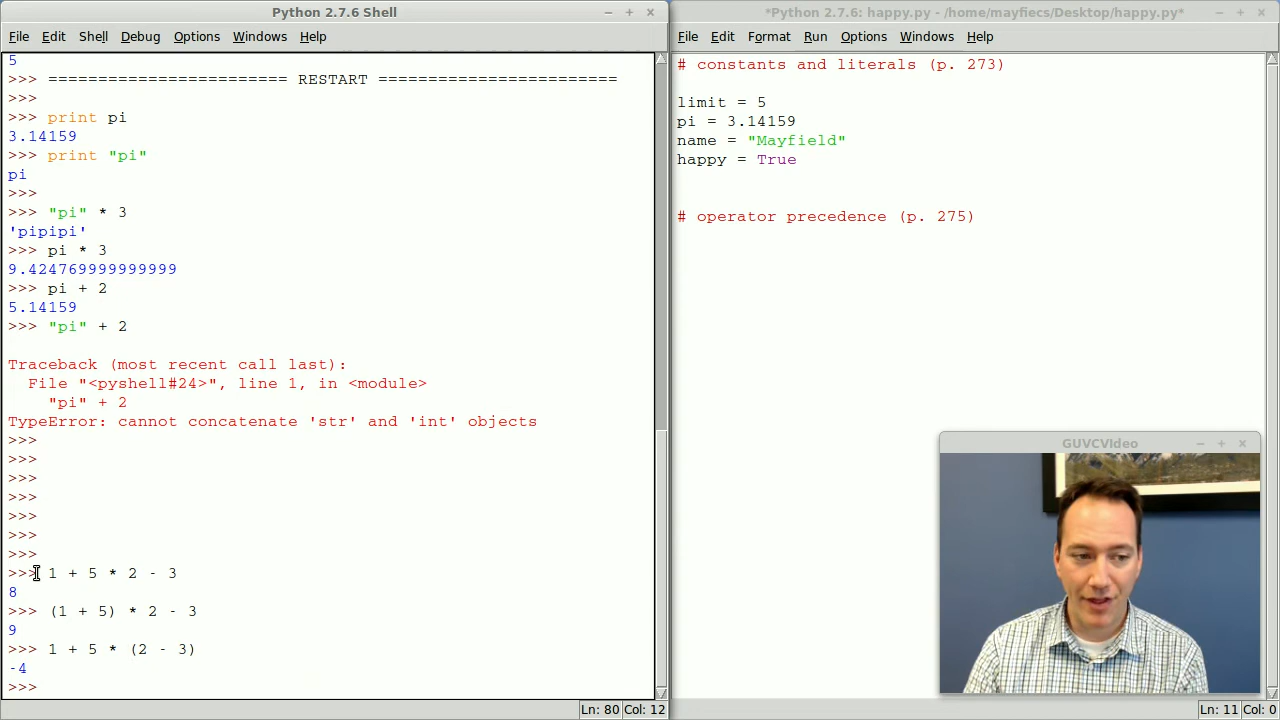 Python 2.7.6 Shell
File Edit Shell Debug Options Windows Help
5
>>> ======================== RESTART ========================
>>>
>>> print pi
3.14159
>>> print "pi"
pi
>>>
>>> "pi" * 3
'pipipi'
>>> pi * 3
9.424769999999999
>>> pi + 2
5.14159
>>> "pi" + 2
Traceback (most recent call last):
  File "<pyshell#24>", line 1, in <module>
    "pi" + 2
TypeError: cannot concatenate 'str' and 'int' objects
>>>
>>>
>>>
>>>
>>>
>>>
>>>
>>> 1 + 5 * 2 - 3
8
>>> (1 + 5) * 2 - 3
9
>>> 1 + 5 * (2 - 3)
-4
>>>
Ln: 80 Col: 12
*Python 2.7.6: happy.py - /home/mayfiecs/Desktop/happy.py*
File Edit Format Run Options Windows Help
# constants and literals (p. 273)
limit = 5
pi = 3.14159
name = "Mayfield"
happy = True
# operator precedence (p. 275)
GUVCVIdeo
Ln: 11 Col: 0